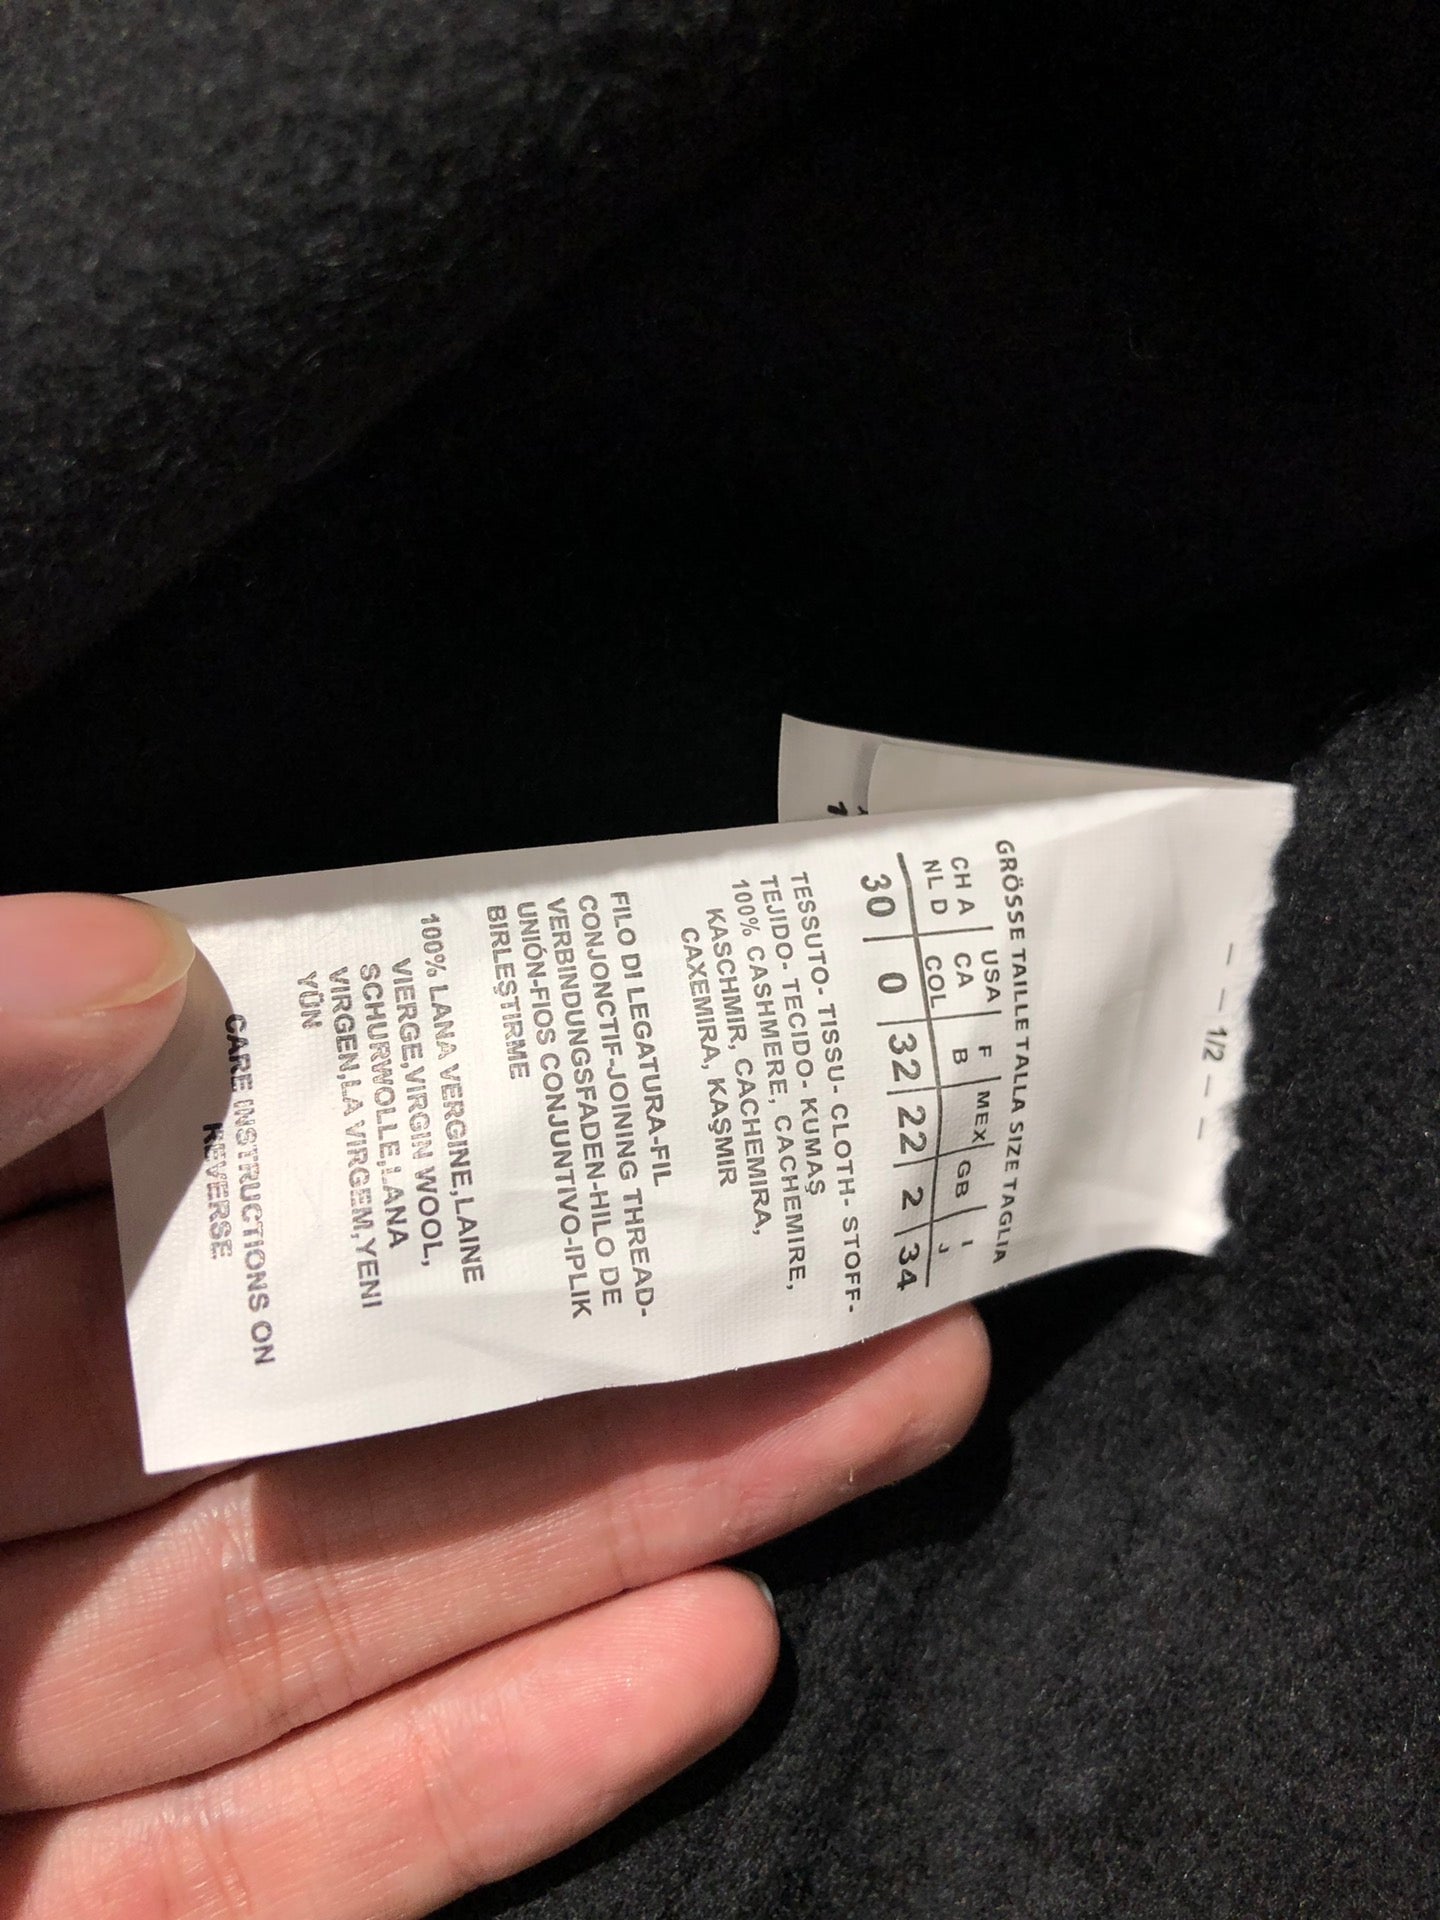 - - - 1/2 - - -
GRÖSSE TAILLE TALLA SIZE TAGLIA
CH A | USA | F | MEX | GB | I
NL D | CA COL | B | J
30 | 0 | 32 | 22 | 2 | 34
TESSUTO- TISSU- CLOTH- STOFF-
TEJIDO- TECIDO- KUMAŞ
100% CASHMERE, CACHEMIRE,
KASCHMIR, CACHEMIRA,
CAXEMIRA, KAŞMIR
FILO DI LEGATURA-FIL
CONJONCTIF-JOINING THREAD-
VERBINDUNGSFADEN-HILO DE
UNIÓN-FIOS CONJUNTIVO-IPLIK
BIRLEŞTIRME
100% LANA VERGINE,LAINE
VIERGE,VIRGIN WOOL,
SCHURWOLLE,LANA
VIRGEN,LA VIRGEM,YENI
YÜN
CARE INSTRUCTIONS ON
REVERSE